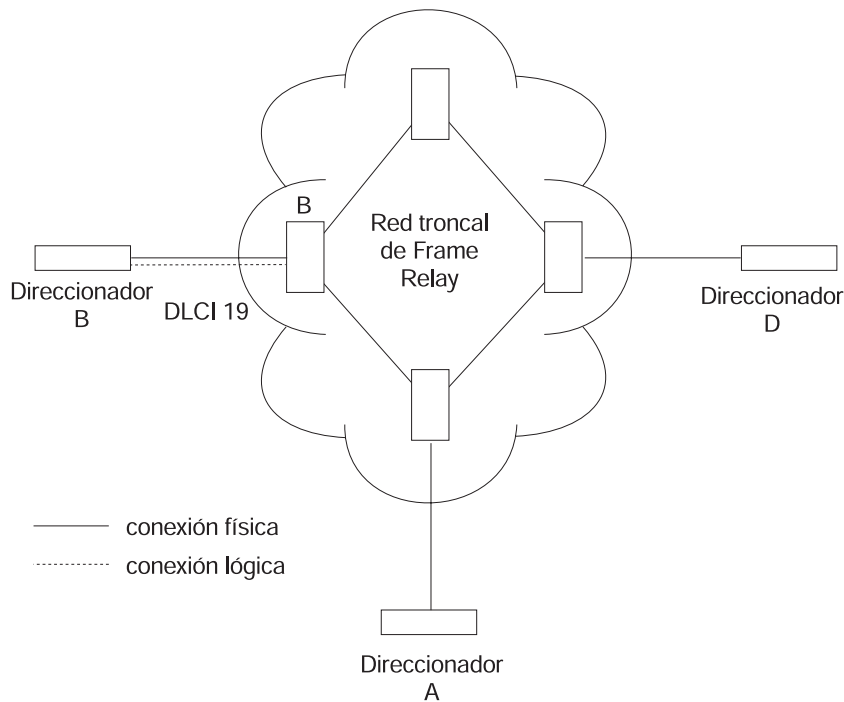 B
Red troncal
de Frame
Relay
Direccionador
B
DLCI 19
Direccionador
D
conexión física
conexión lógica
Direccionador
A